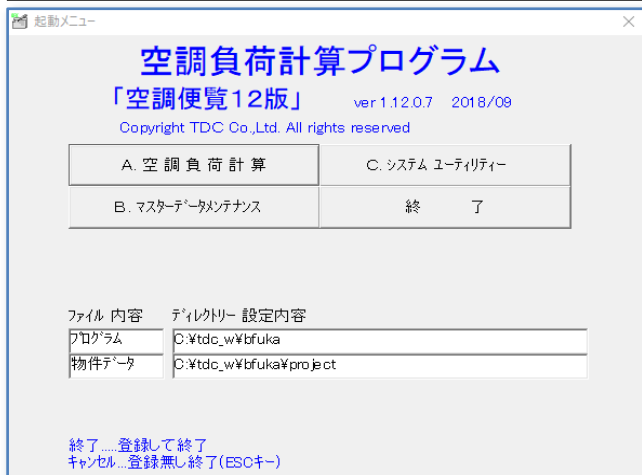 起動メニュー
空調負荷計算プログラム
「空調便覧12版」 ver 1.12.0.7 2018/09
Copyright TDC Co.,Ltd. All rights reserved
A. 空 調 負 荷 計 算 C. システム ユーティリティー
B. マスターデータメンテナンス 終 了
ファイル 内容 ディレクトリー 設定内容
プログラム C:¥tdc_w¥bfuka
物件データ C:¥tdc_w¥bfuka¥project
終了.....登録して終了
キャンセル...登録無し終了(ESCキー)